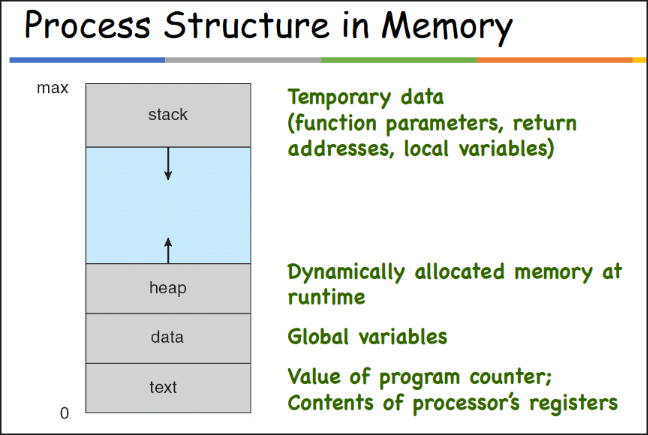 Process Structure in Memory
max
stack
Temporary data
(function parameters, return
addresses, local variables)
heap
Dynamically allocated memory at
runtime
data
Global variables
text
Value of program counter;
Contents of processor's registers
0